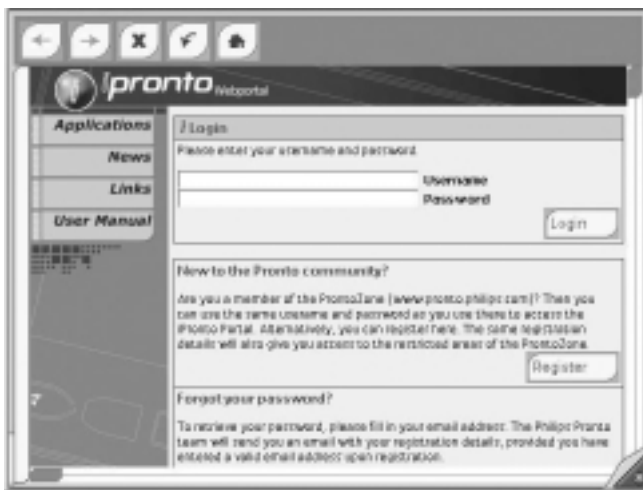 ipronto Webportal
Applications
News
Links
User Manual
Login
Please enter your username and password
Username
Password
Login
New to the Pronto community?
Are you a member of the ProntoZone (www.pronto.philips.com)? Then you
can use the same username and password as you use there to access the
iPronto Portal. Alternatively, you can register here. The same registration
details will also give you access to the restricted areas of the ProntoZone.
Register
Forgot your password?
To retrieve your password, please fill in your email address. The Philips Pronto
team will send you an email with your registration details, provided you have
entered a valid email address upon registration.